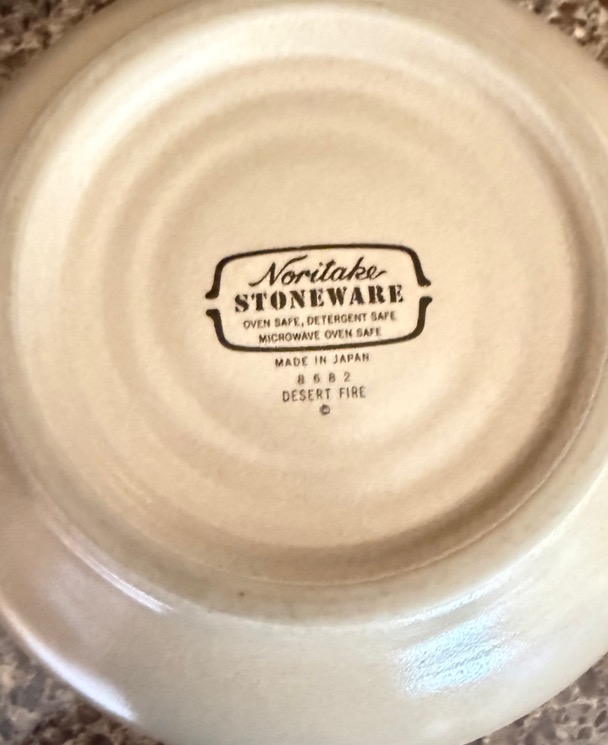 Noritake
STONEWARE
OVEN SAFE, DETERGENT SAFE
MICROWAVE OVEN SAFE
MADE IN JAPAN
8682
DESERT FIRE
©